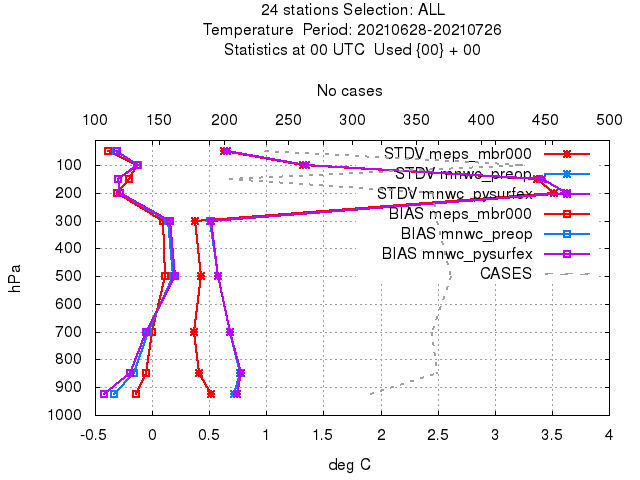 24 stations Selection: ALL
Temperature  Period: 20210628-20210726
Statistics at 00 UTC  Used {00} + 00
No cases
100 150 200 250 300 350 400 450 500
STDV meps_mbr000
STDV mnwc_preop
STDV mnwc_pysurfex
BIAS meps_mbr000
BIAS mnwc_preop
BIAS mnwc_pysurfex
CASES
hPa
100
200
300
400
500
600
700
800
900
1000
-0.5 0 0.5 1 1.5 2 2.5 3 3.5 4
deg C